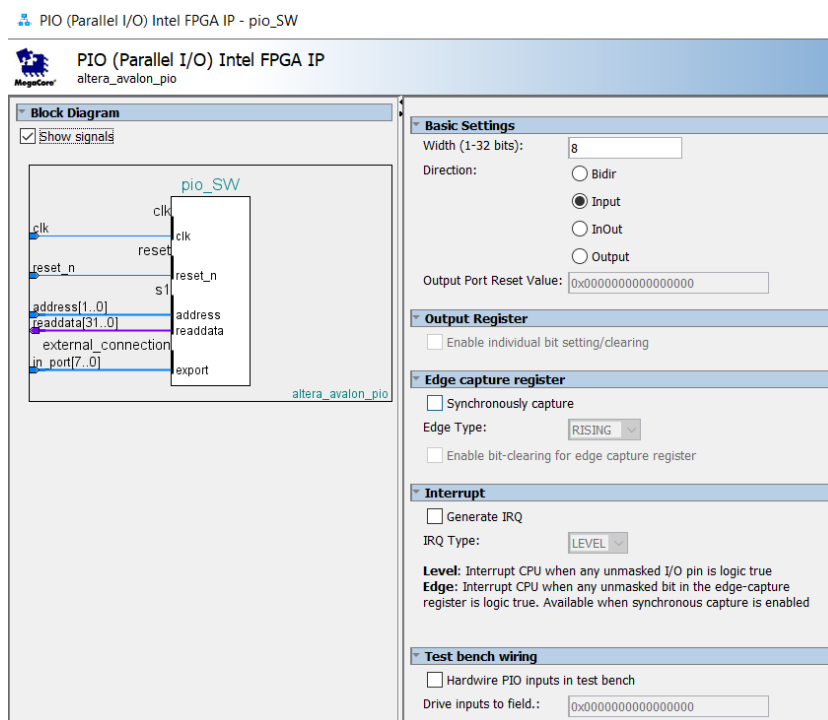 PIO (Parallel I/O) Intel FPGA IP - pio_SW
PIO (Parallel I/O) Intel FPGA IP
altera_avalon_pio
MegaCore'
Block Diagram
Show signals
pio_SW
clk
clk
clk
reset
reset_n
reset_n
s1
address[1..0]
address
readdata[31..0]
readdata
external_connection
in_port[7..0]
export
altera_avalon_pio
Basic Settings
Width (1-32 bits):
8
Direction:
Bidir
Input
InOut
Output
Output Port Reset Value:
0x0000000000000000
Output Register
Enable individual bit setting/clearing
Edge capture register
Synchronously capture
Edge Type:
RISING
Enable bit-clearing for edge capture register
Interrupt
Generate IRQ
IRQ Type:
LEVEL
Level: Interrupt CPU when any unmasked I/O pin is logic true
Edge: Interrupt CPU when any unmasked bit in the edge-capture
register is logic true. Available when synchronous capture is enabled
Test bench wiring
Hardwire PIO inputs in test bench
Drive inputs to field.:
0x0000000000000000